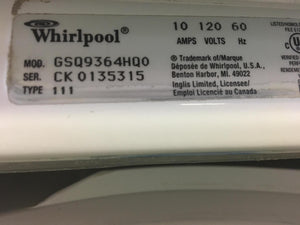 Whirlpool®
10 120 60
AMPS VOLTS Hz
MOD. GSQ9364HQ0
SER. CK0135315
TYPE 111
® Trademark of/Marque
Déposée de Whirlpool, U.S.A.,
Benton Harbor, MI. 49022
Inglis Limited, Licensee/
Emploi Licencié au Canada
C